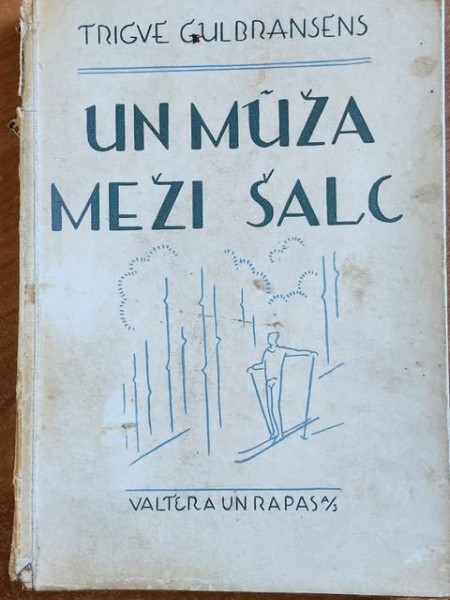 TRIGVE GULBRANSENS
UN MŪŽA
MEŽI ŠALC
VALTERA UN RAPAS A/S